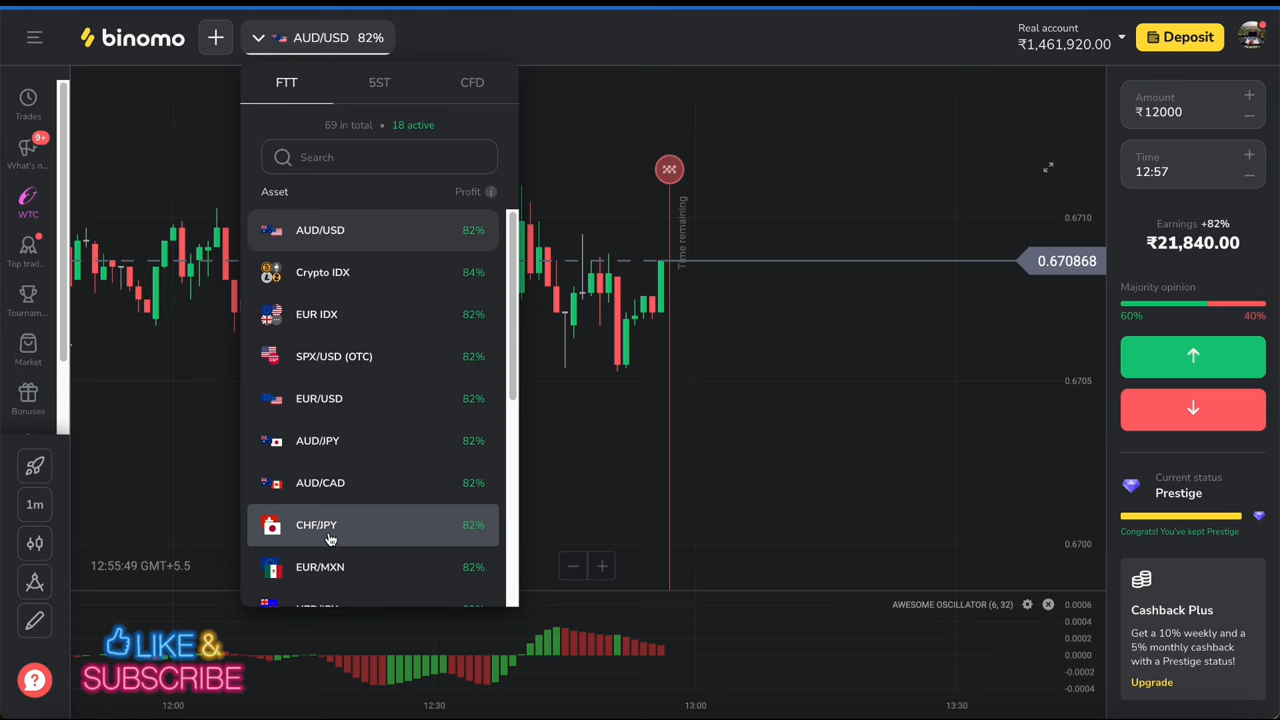 binomo
AUD/USD 82%
Real account
₹1,461,920.00
Deposit
FTT 5ST CFD
69 in total • 18 active
Search
Asset Profit
AUD/USD 82%
Crypto IDX 84%
EUR IDX 82%
SPX/USD (OTC) 82%
EUR/USD 82%
AUD/JPY 82%
AUD/CAD 82%
CHF/JPY 82%
EUR/MXN 82%
Trades
9+
What's n...
WTC
Top trad...
Tournam...
Market
Bonuses
1m
Time remaining
0.6710
0.670868
0.6705
0.6700
12:55:49 GMT+5.5
AWESOME OSCILLATOR (6, 32)
0.0006
0.0004
0.0002
0.0000
-0.0002
-0.0004
12:00 12:30 13:00 13:30
LIKE &
SUBSCRIBE
Amount
₹12000
Time
12:57
Earnings +82%
₹21,840.00
Majority opinion
60% 40%
Current status
Prestige
Congrats! You've kept Prestige
Cashback Plus
Get a 10% weekly and a
5% monthly cashback
with a Prestige status!
Upgrade